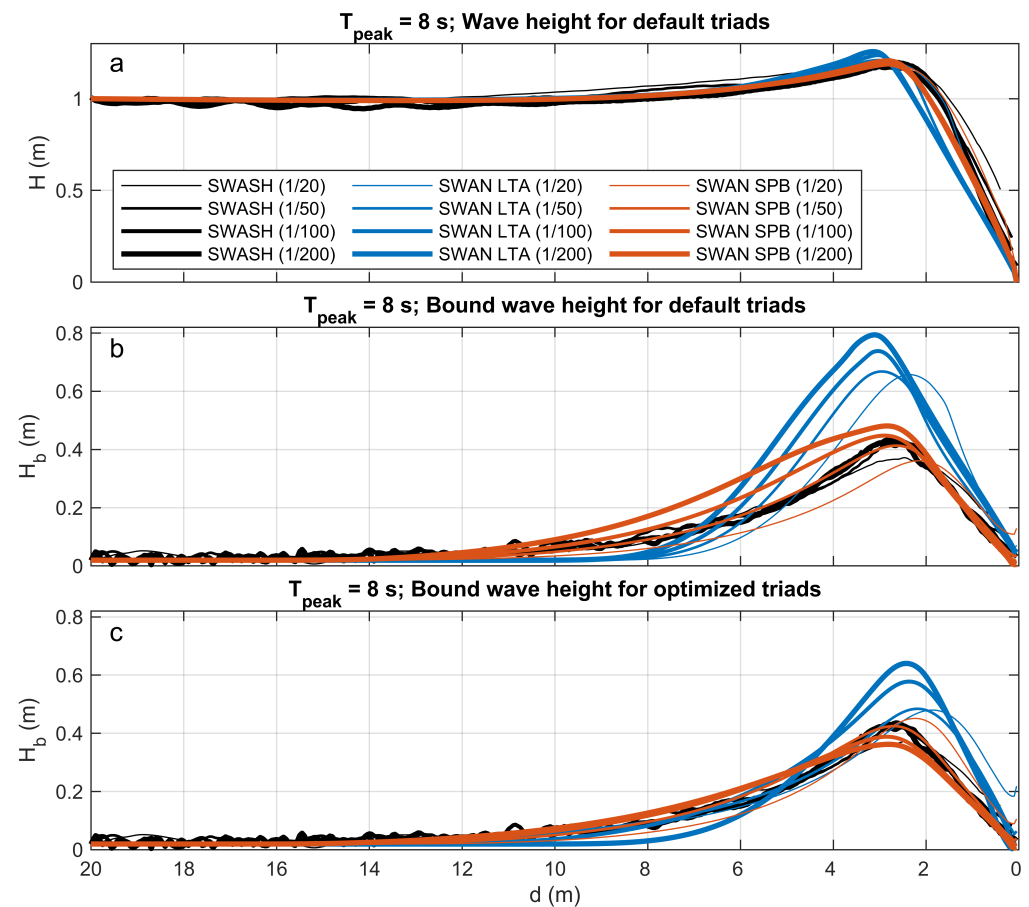 T_peak = 8 s; Wave height for default triads
a
1
0.5
0
H (m)
SWASH (1/20) SWAN LTA (1/20) SWAN SPB (1/20)
SWASH (1/50) SWAN LTA (1/50) SWAN SPB (1/50)
SWASH (1/100) SWAN LTA (1/100) SWAN SPB (1/100)
SWASH (1/200) SWAN LTA (1/200) SWAN SPB (1/200)
T_peak = 8 s; Bound wave height for default triads
b
0.8
0.6
0.4
0.2
0
H_b (m)
T_peak = 8 s; Bound wave height for optimized triads
c
0.8
0.6
0.4
0.2
0
H_b (m)
20 18 16 14 12 10 8 6 4 2 0
d (m)